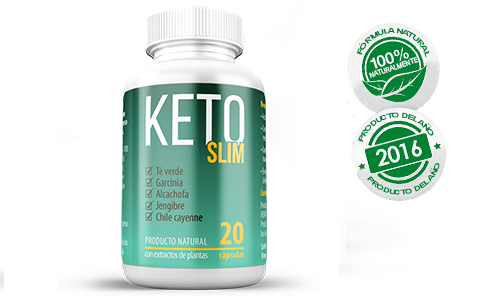 KETO
SLIM
Té verde
Garcinia
Alcachofa
Jengibre
Chile cayenne
PRODUCTO NATURAL
con extractos de plantas
20
cápsulas
FÓRMULA NATURAL
100%
NATURALMENTE
PRODUCTO DEL AÑO
2016
PRODUCTO DEL AÑO